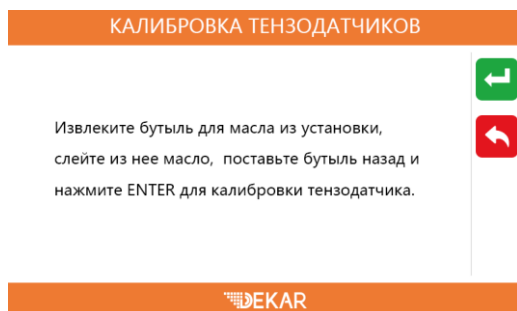 КАЛИБРОВКА ТЕНЗОДАТЧИКОВ
Извлеките бутыль для масла из установки,
слейте из нее масло, поставьте бутыль назад и
нажмите ENTER для калибровки тензодатчика.
DEKAR